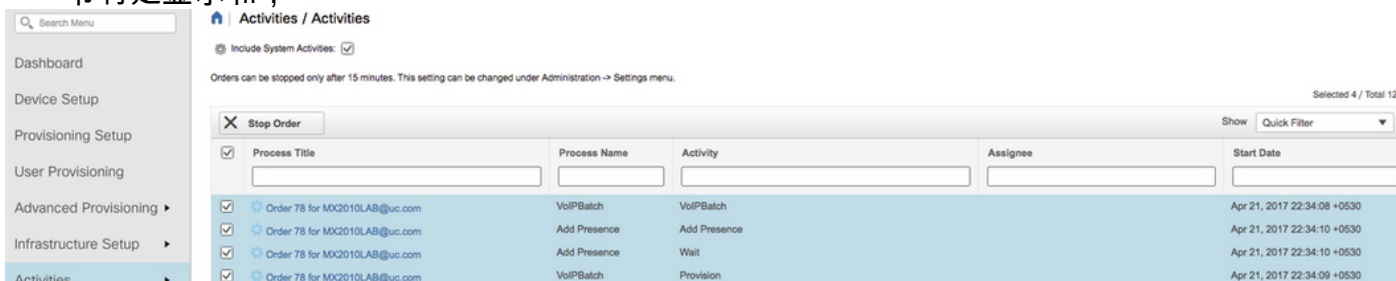 Search Menu
Activities / Activities
Include System Activities:
Dashboard
Orders can be stopped only after 15 minutes. This setting can be changed under Administration -> Settings menu.
Device Setup
Selected 4 / Total 12
Stop Order
Show Quick Filter
Provisioning Setup
Process Title Process Name Activity Assignee Start Date
User Provisioning
Advanced Provisioning
Order 78 for MX2010LAB@uc.com VoIPBatch VoIPBatch Apr 21, 2017 22:34:08 +0530
Order 78 for MX2010LAB@uc.com Add Presence Add Presence Apr 21, 2017 22:34:10 +0530
Infrastructure Setup
Order 78 for MX2010LAB@uc.com Add Presence Wait Apr 21, 2017 22:34:10 +0530
Activities
Order 78 for MX2010LAB@uc.com VoIPBatch Provision Apr 21, 2017 22:34:09 +0530